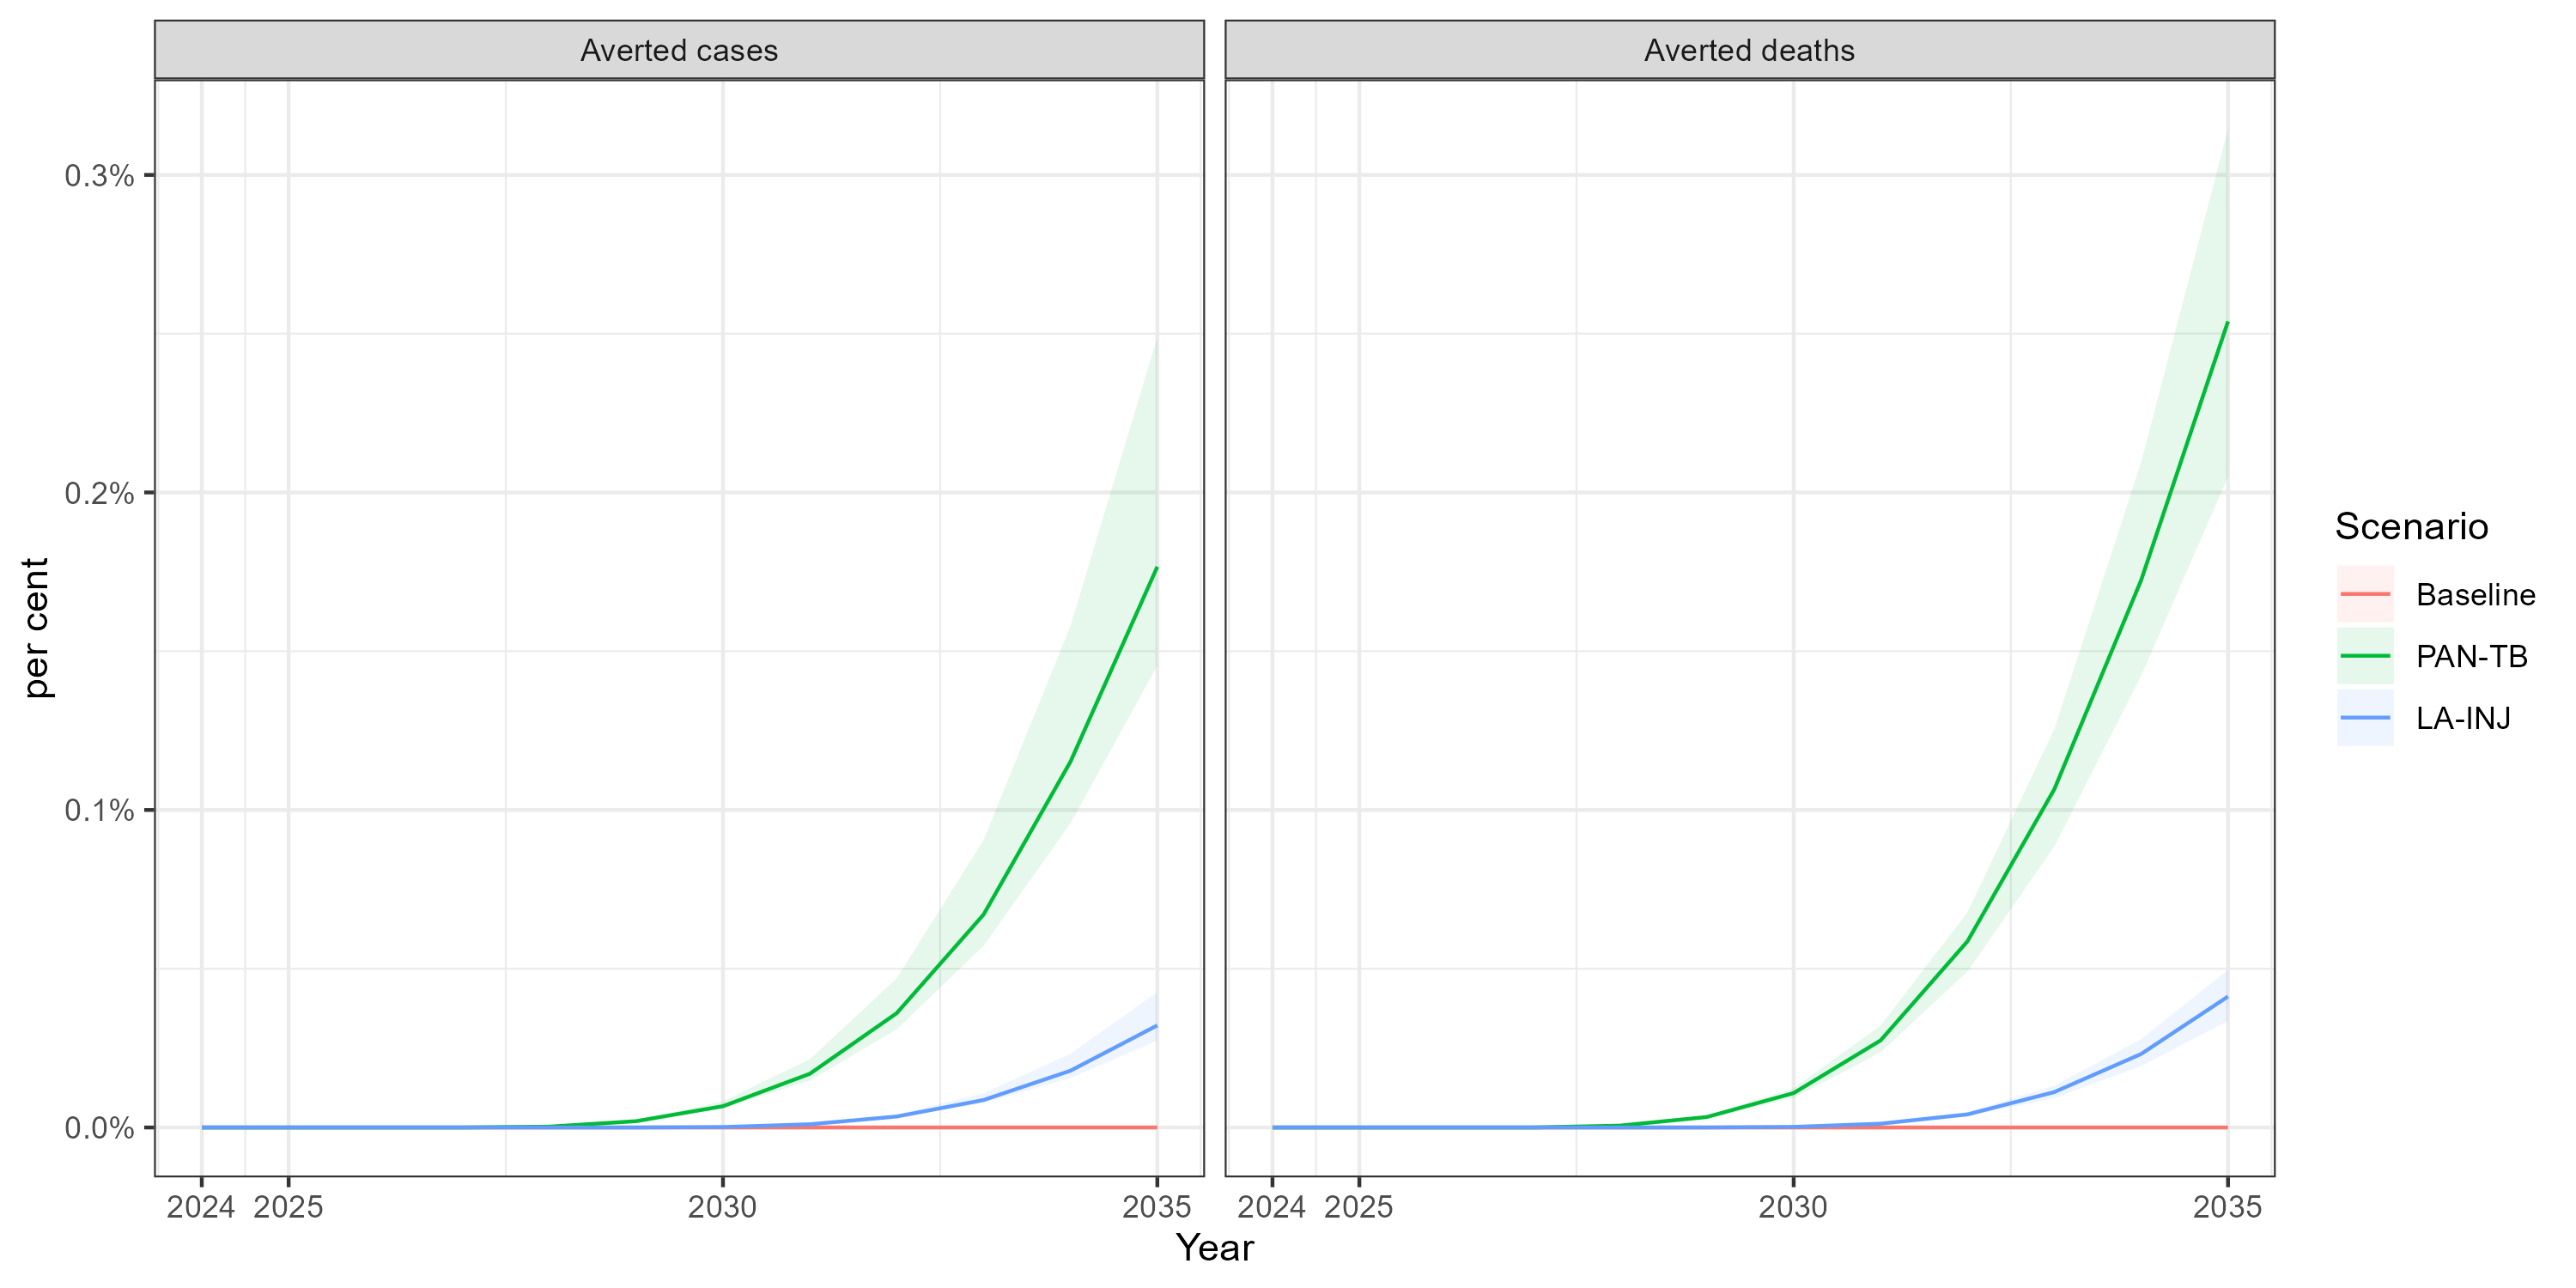 Averted cases
Averted deaths
per cent
0.3%
0.2%
0.1%
0.0%
2024 2025 2030 2035
2024 2025 2030 2035
Year
Scenario
Baseline
PAN-TB
LA-INJ